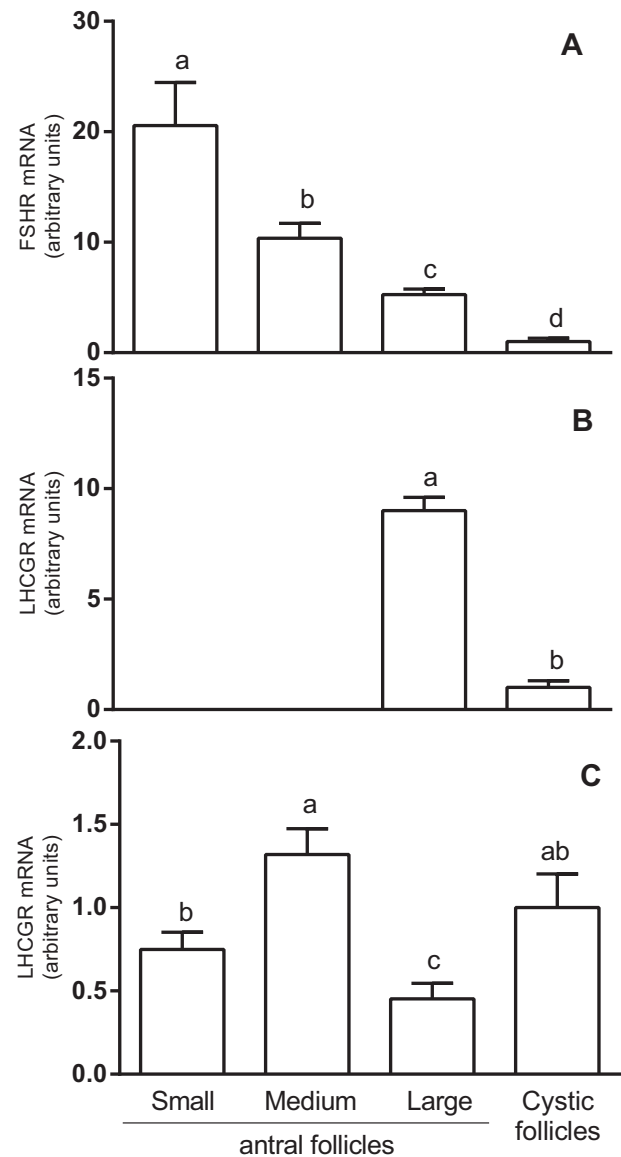 A
FSHR mRNA
(arbitrary units)
30
20
10
0
a
b
c
d
B
LHCGR mRNA
(arbitrary units)
15
10
5
0
a
b
C
LHCGR mRNA
(arbitrary units)
2.0
1.5
1.0
0.5
0.0
b
a
c
ab
Small Medium Large Cystic
antral follicles follicles